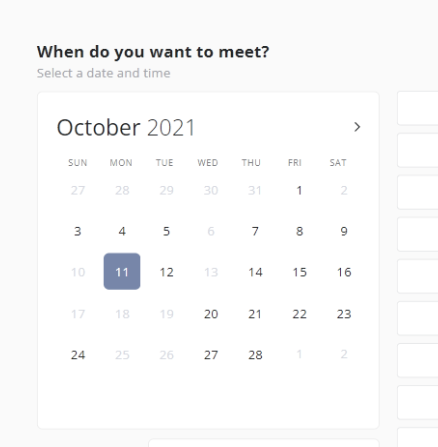 When do you want to meet?
Select a date and time
October 2021 >
SUN MON TUE WED THU FRI SAT
27 28 29 30 31 1 2
3 4 5 6 7 8 9
10 11 12 13 14 15 16
17 18 19 20 21 22 23
24 25 26 27 28 1 2